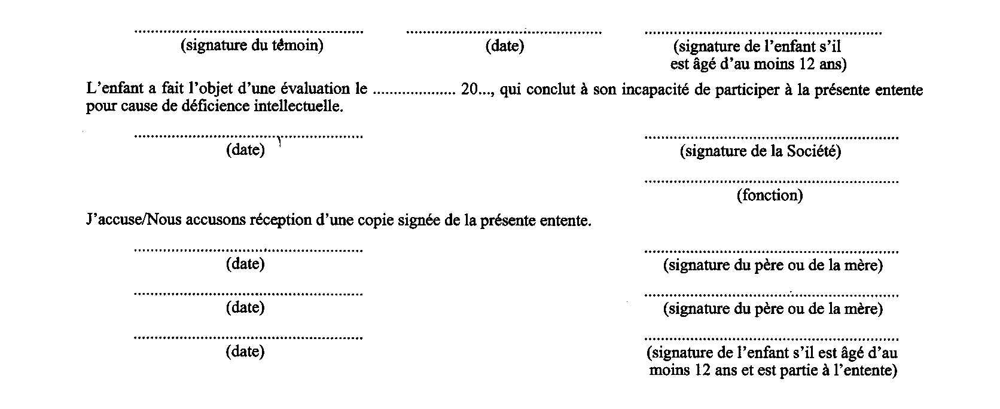 (signature du témoin) (date) (signature de l'enfant s'il
est âgé d'au moins 12 ans)
L'enfant a fait l'objet d'une évaluation le .................... 20..., qui conclut à son incapacité de participer à la présente entente
pour cause de déficience intellectuelle.
(date) (signature de la Société)
(fonction)
J'accuse/Nous accusons réception d'une copie signée de la présente entente.
(date) (signature du père ou de la mère)
(date) (signature du père ou de la mère)
(date) (signature de l'enfant s'il est âgé d'au
moins 12 ans et est partie à l'entente)